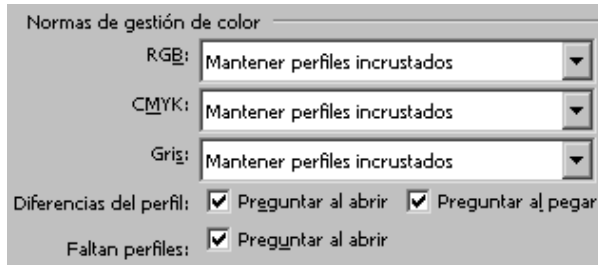 Normas de gestión de color
RGB: Mantener perfiles incrustados
CMYK: Mantener perfiles incrustados
Gris: Mantener perfiles incrustados
Diferencias del perfil: Preguntar al abrir Preguntar al pegar
Faltan perfiles: Preguntar al abrir